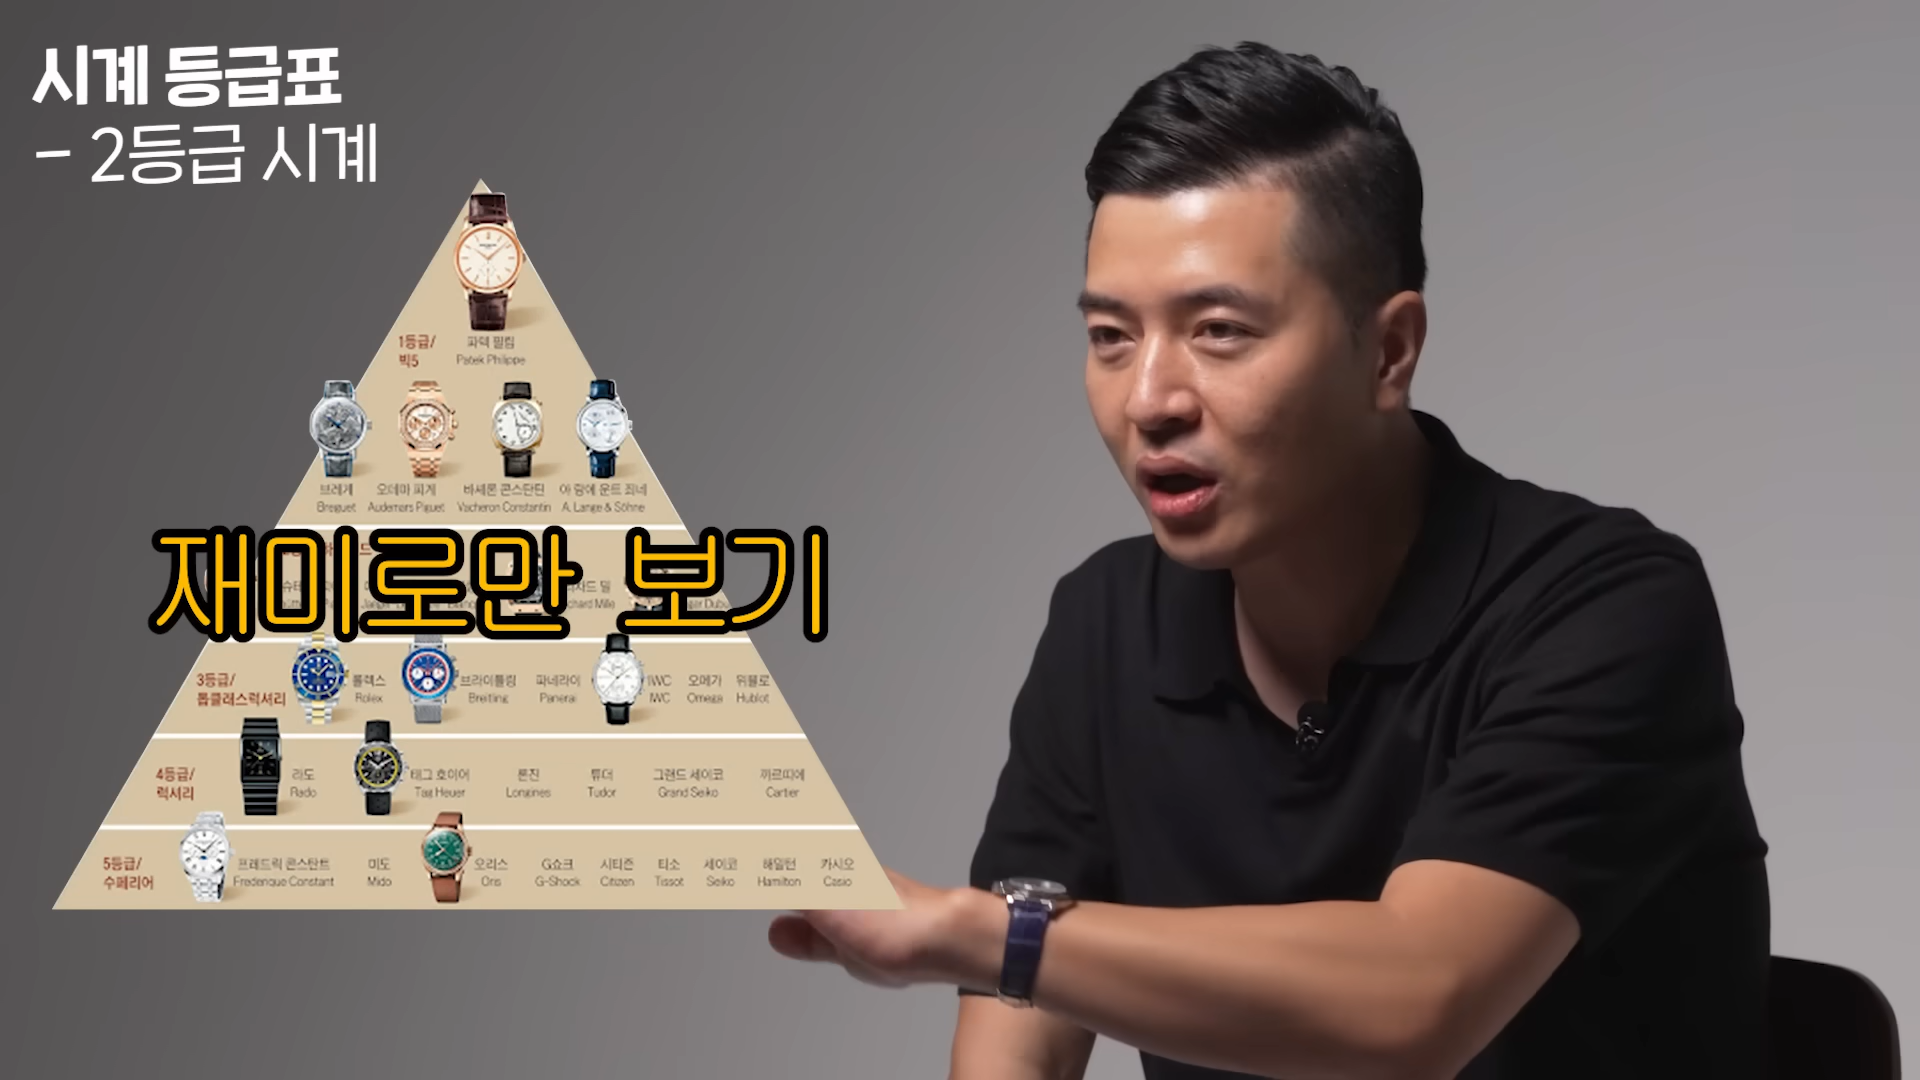 시계 등급표
- 2등급 시계
1등급/
빅5
파텍 필립
Patek Philippe
브레게 오데마 피게 바쉐론 콘스탄틴 아 랑에 운트 죄네
Breguet Audemars Piguet Vacheron Constantin A. Lange & Söhne
재미로만 보기
3등급/
톱클래스럭셔리
롤렉스 브라이틀링 파네라이 IWC 오메가 위블로
Rolex Breitling Panerai IWC Omega Hublot
4등급/
럭셔리
라도 태그 호이어 론진 튜더 그랜드 세이코 까르띠에
Rado Tag Heuer Longines Tudor Grand Seiko Cartier
5등급/
수페리어
프레드릭 콘스탄트 미도 오리스 G쇼크 시티즌 티소 세이코 해밀턴 카시오
Frederique Constant Mido Oris G-Shock Citizen Tissot Seiko Hamilton Casio